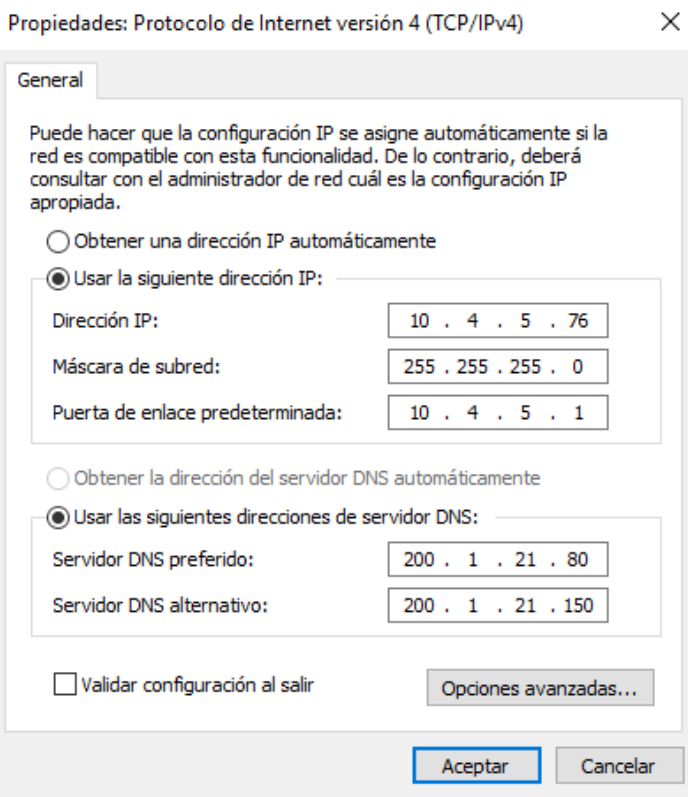 Propiedades: Protocolo de Internet versión 4 (TCP/IPv4)
General
Puede hacer que la configuración IP se asigne automáticamente si la
red es compatible con esta funcionalidad. De lo contrario, deberá
consultar con el administrador de red cuál es la configuración IP
apropiada.
Obtener una dirección IP automáticamente
Usar la siguiente dirección IP:
Dirección IP: 10 . 4 . 5 . 76
Máscara de subred: 255 . 255 . 255 . 0
Puerta de enlace predeterminada: 10 . 4 . 5 . 1
Obtener la dirección del servidor DNS automáticamente
Usar las siguientes direcciones de servidor DNS:
Servidor DNS preferido: 200 . 1 . 21 . 80
Servidor DNS alternativo: 200 . 1 . 21 . 150
Validar configuración al salir
Opciones avanzadas...
Aceptar Cancelar